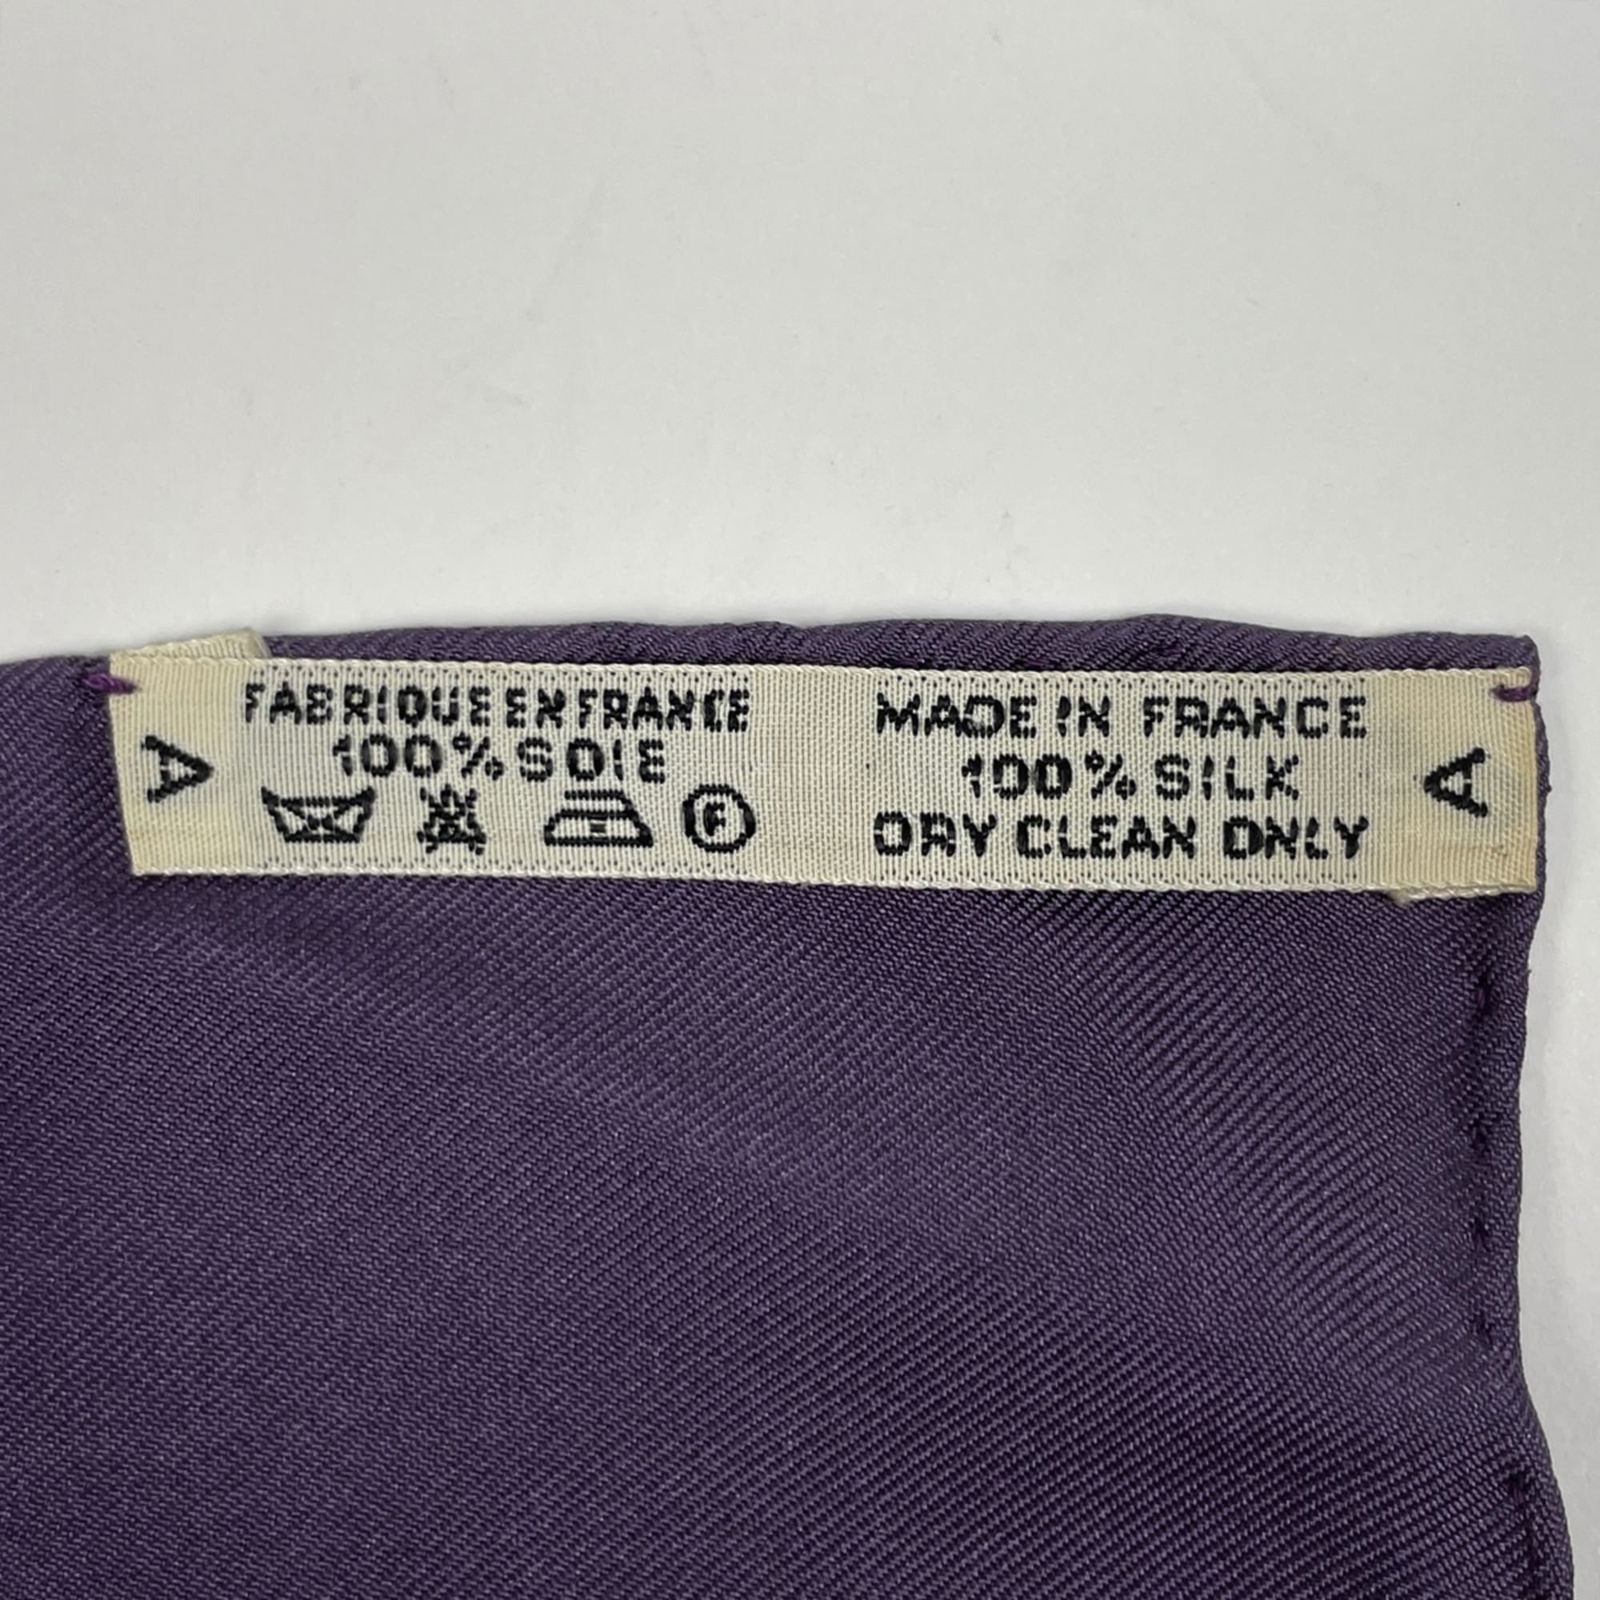 A
FABRIQUE EN FRANCE
100% SOIE
F
MADE IN FRANCE
100% SILK
DRY CLEAN ONLY
A